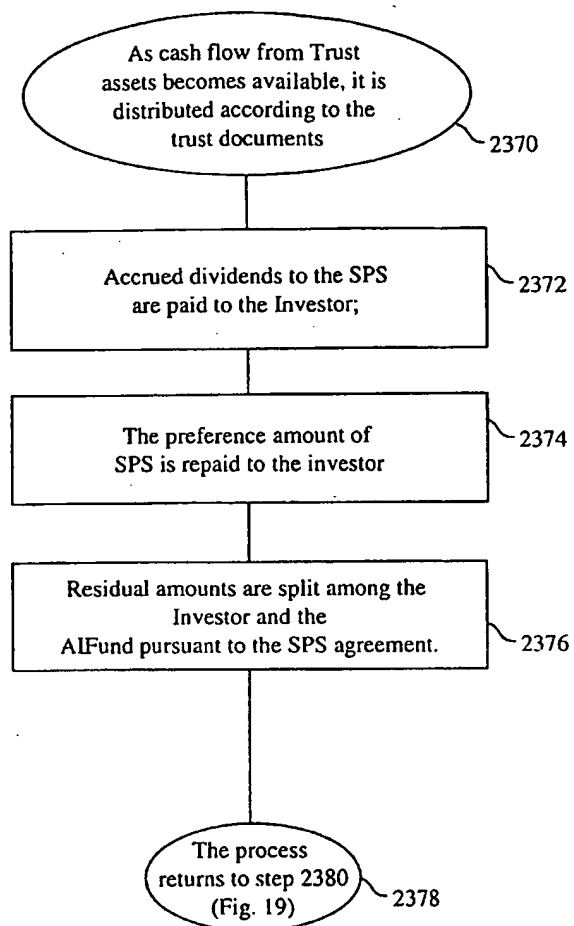 As cash flow from Trust
assets becomes available, it is
distributed according to the
trust documents
2370
Accrued dividends to the SPS
are paid to the Investor;
2372
The preference amount of
SPS is repaid to the investor
2374
Residual amounts are split among the
Investor and the
AIFund pursuant to the SPS agreement.
2376
The process
returns to step 2380
(Fig. 19)
2378